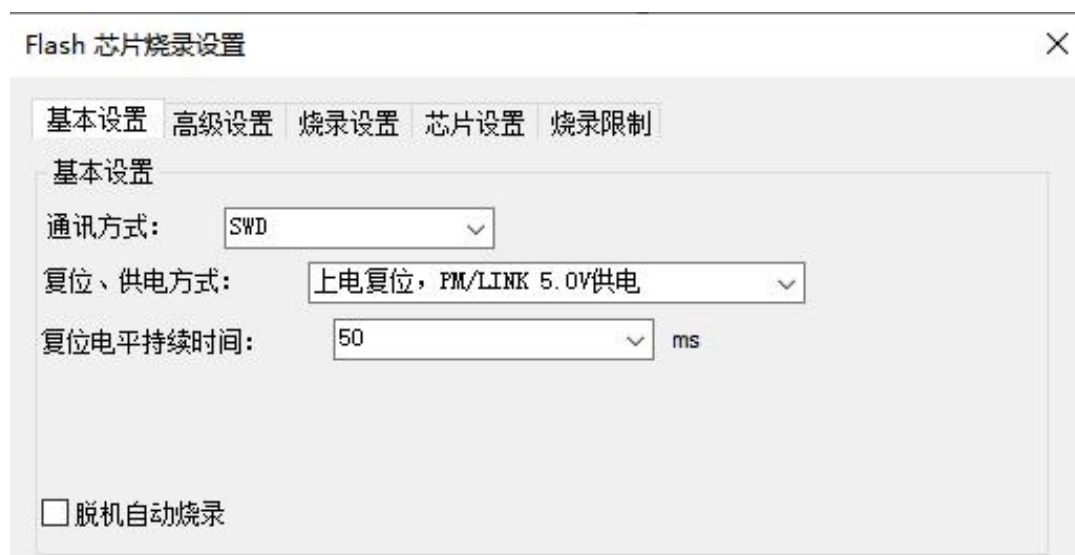 Flash 芯片烧录设置
基本设置 高级设置 烧录设置 芯片设置 烧录限制
基本设置
通讯方式: SWD
复位、供电方式: 上电复位，PM/LINK 5.0V供电
复位电平持续时间: 50 ms
脱机自动烧录